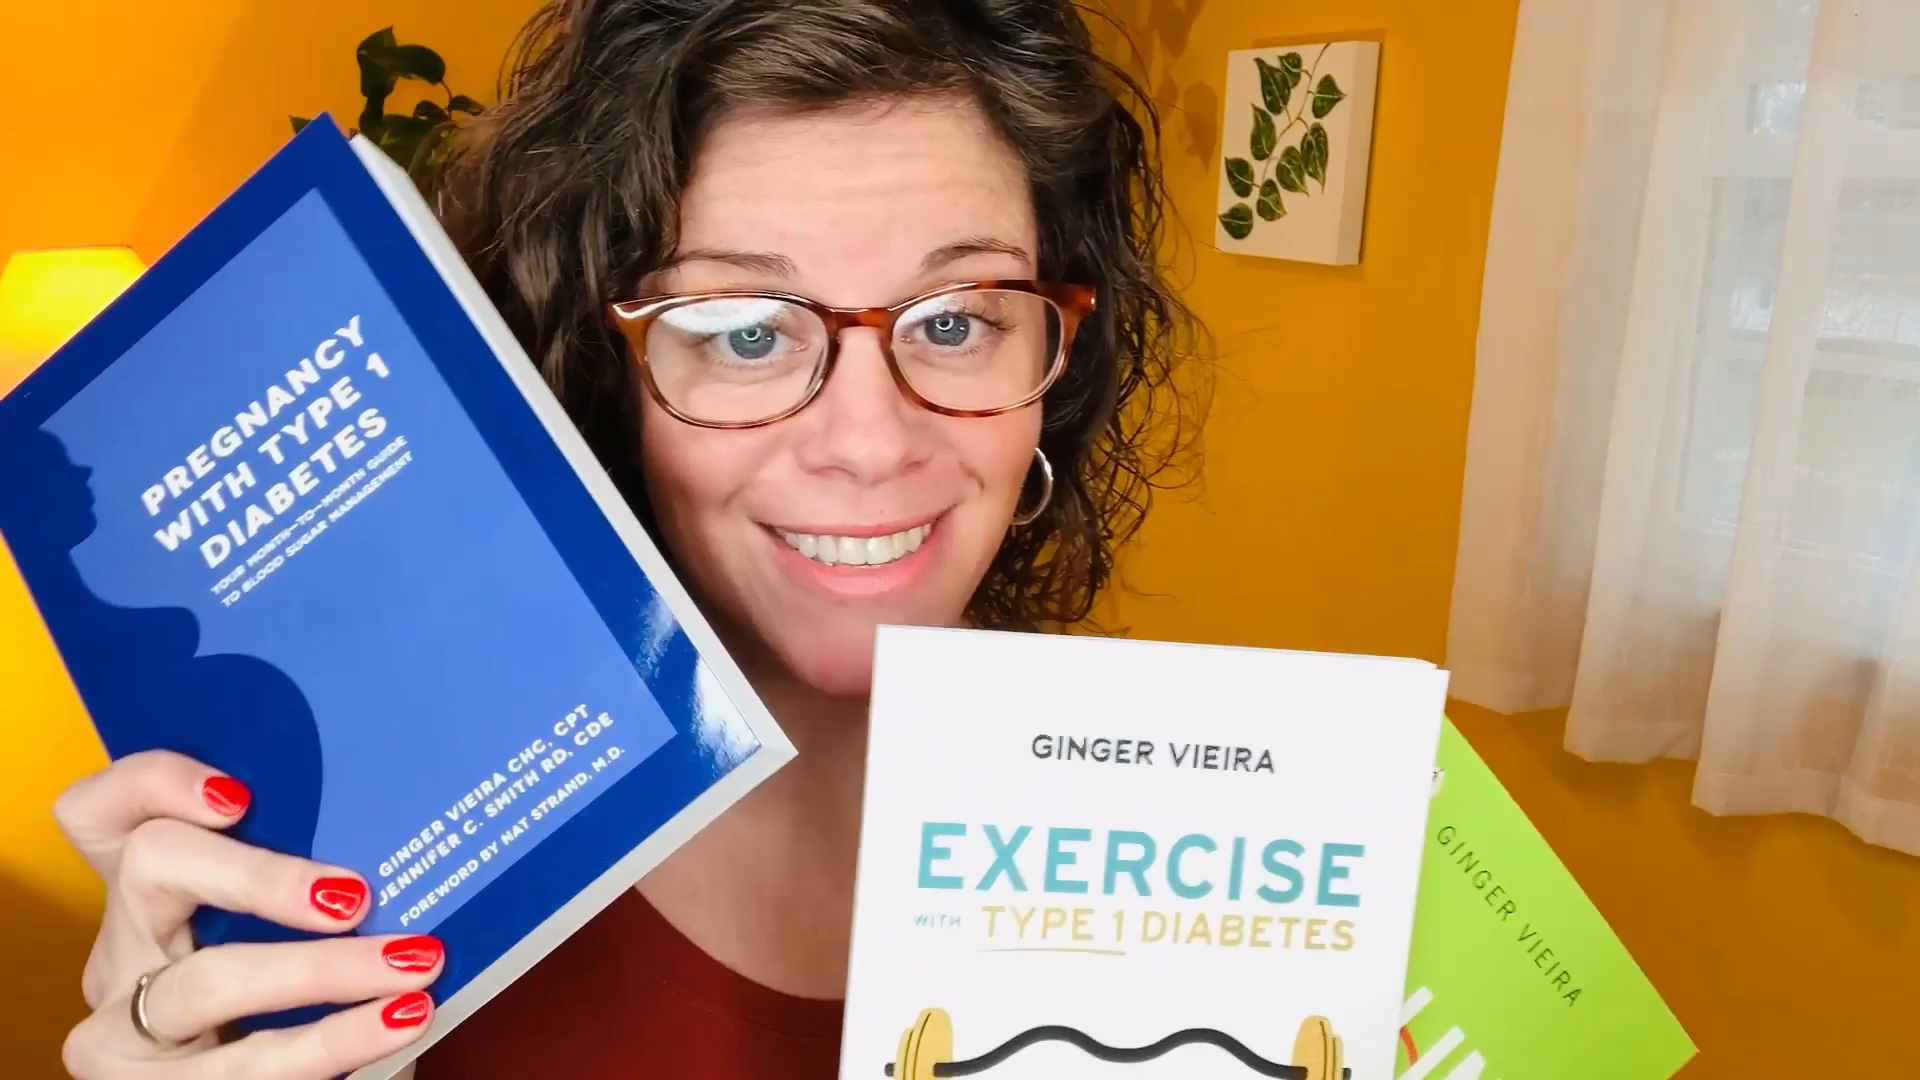 PREGNANCY
WITH TYPE 1
DIABETES
YOUR MONTH-TO-MONTH GUIDE
TO BLOOD SUGAR MANAGEMENT
GINGER VIEIRA CHC, CPT
JENNIFER C. SMITH RD, CDE
FOREWORD BY NAT STRAND, M.D.
GINGER VIEIRA
EXERCISE
WITH TYPE 1 DIABETES
GINGER VIEIRA